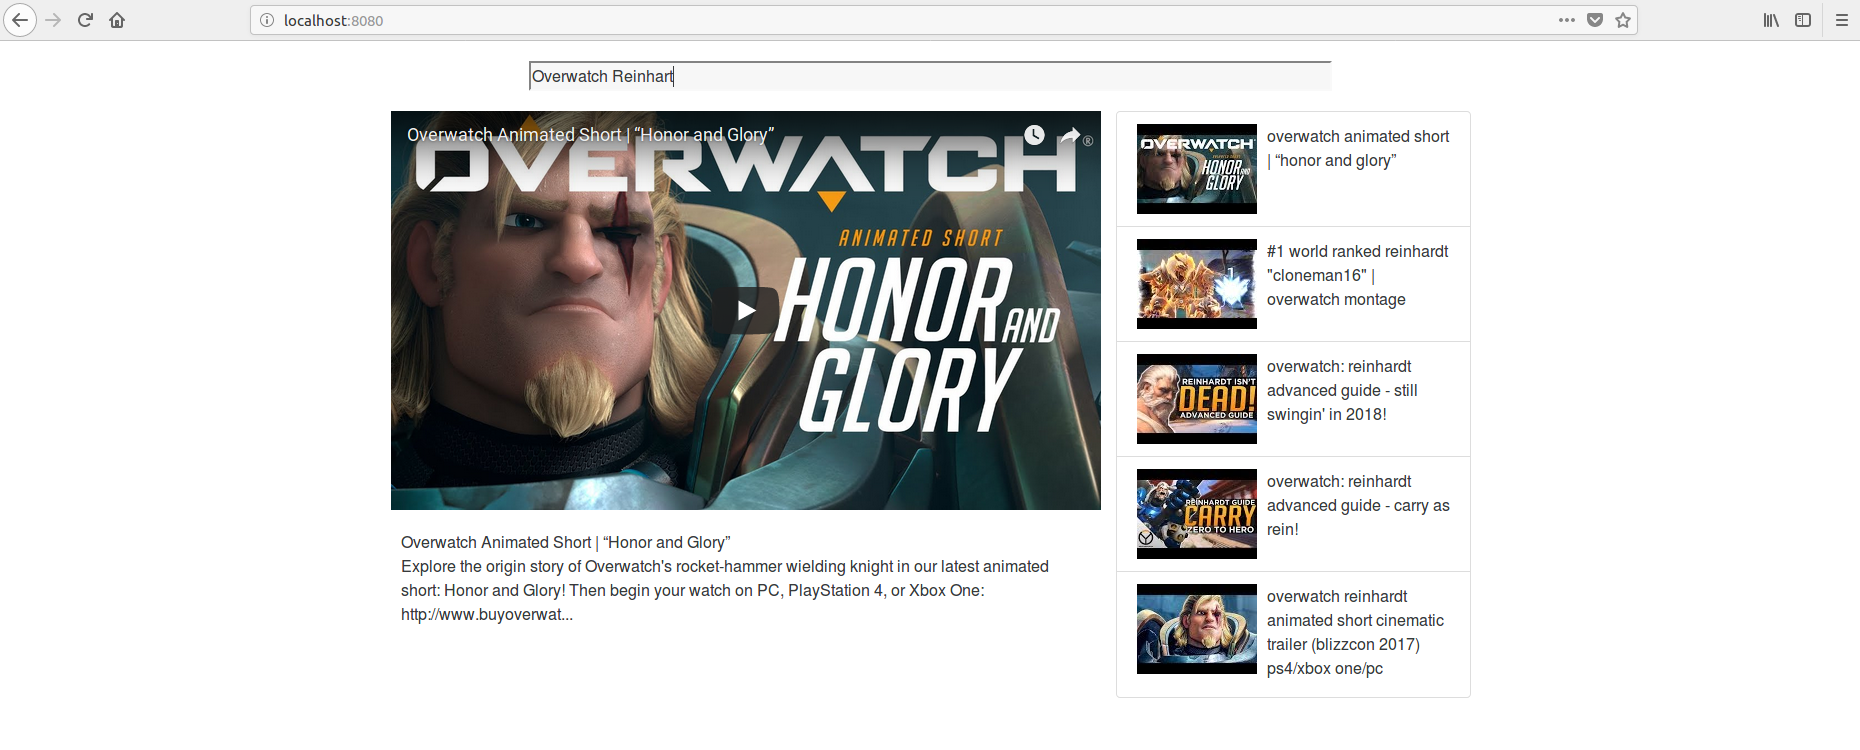 localhost:8080
Overwatch Reinhart
Overwatch Animated Short | “Honor and Glory”
OVERWATCH®
ANIMATED SHORT
HONOR AND
GLORY
Overwatch Animated Short | “Honor and Glory”
Explore the origin story of Overwatch's rocket-hammer wielding knight in our latest animated
short: Honor and Glory! Then begin your watch on PC, PlayStation 4, or Xbox One:
http://www.buyoverwat...
OVERWATCH
ANIMATED SHORT
HONOR AND
GLORY
overwatch animated short
| “honor and glory”
1
#1 world ranked reinhardt
"cloneman16" |
overwatch montage
REINHARDT ISN'T
DEAD!
ADVANCED GUIDE
overwatch: reinhardt
advanced guide - still
swingin' in 2018!
REINHARDT GUIDE
CARRY
ZERO TO HERO
overwatch: reinhardt
advanced guide - carry as
rein!
overwatch reinhardt
animated short cinematic
trailer (blizzcon 2017)
ps4/xbox one/pc